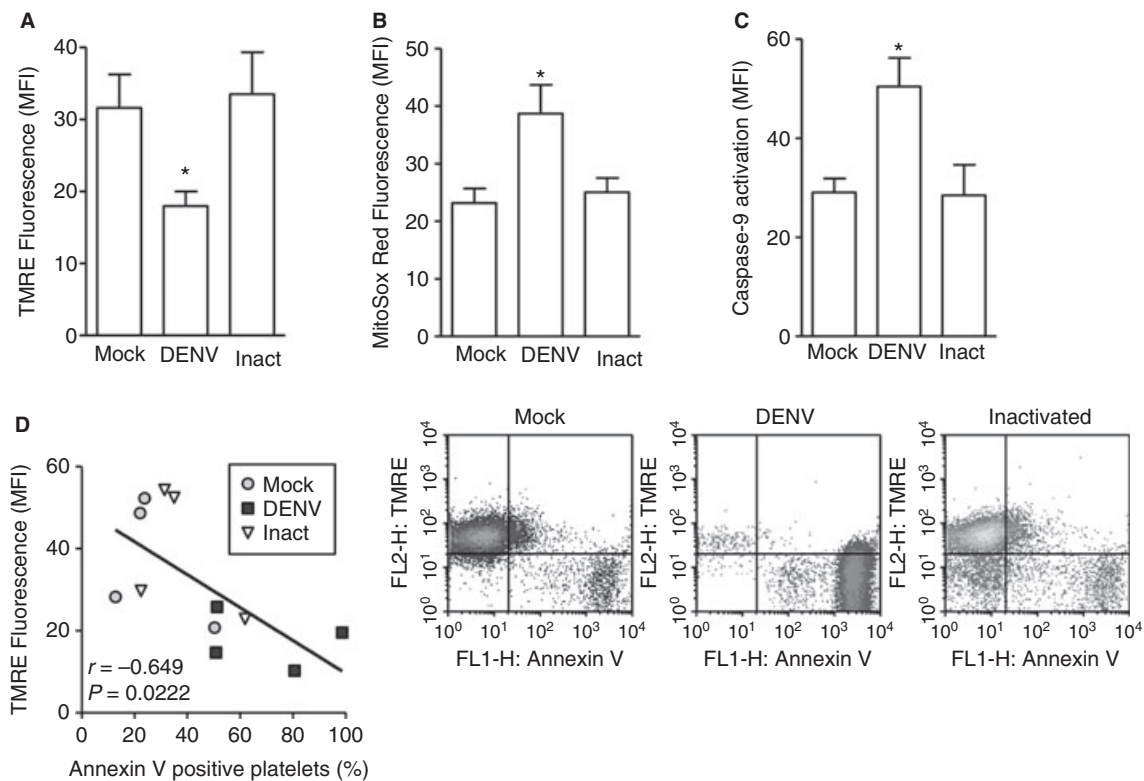 A
TMRE Fluorescence (MFI)
40
30
20
10
0
*
Mock DENV Inact
B
MitoSox Red Fluorescence (MFI)
50
40
30
20
10
0
*
Mock DENV Inact
C
Caspase-9 activation (MFI)
60
40
20
0
*
Mock DENV Inact
D
TMRE Fluorescence (MFI)
60
40
20
0
Mock
DENV
Inact
r = –0.649
P = 0.0222
0 20 40 60 80 100
Annexin V positive platelets (%)
Mock
FL2-H: TMRE
10⁴
10³
10²
10¹
10⁰
10⁰ 10¹ 10² 10³ 10⁴
FL1-H: Annexin V
DENV
FL2-H: TMRE
10⁴
10³
10²
10¹
10⁰
10⁰ 10¹ 10² 10³ 10⁴
FL1-H: Annexin V
Inactivated
FL2-H: TMRE
10⁴
10³
10²
10¹
10⁰
10⁰ 10¹ 10² 10³ 10⁴
FL1-H: Annexin V